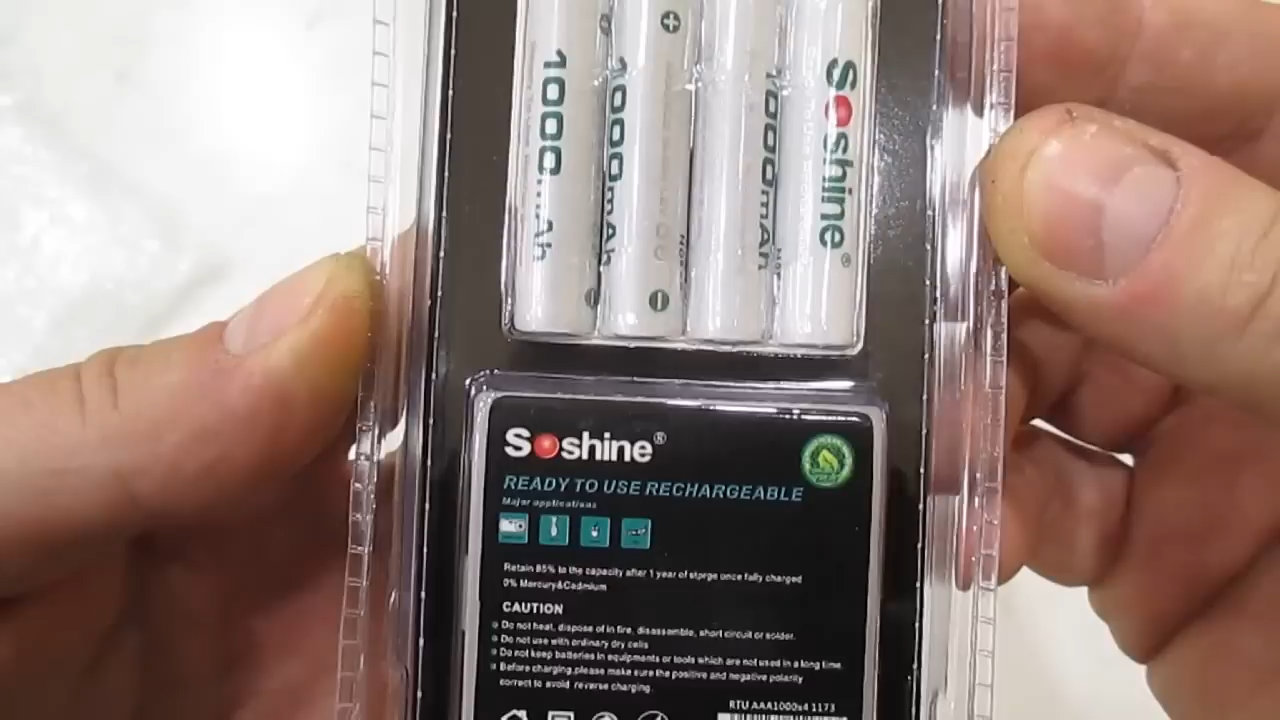 1000mAh
1000mAh
1000mAh
Soshine®
Soshine®
READY TO USE RECHARGEABLE
Major applications
Retain 85% to the capacity after 1 year of storge once fully charged
0% Mercury&Cadmium
CAUTION
Do not heat, dispose of in fire, disassemble, short circuit or solder.
Do not use with ordinary dry cells
Do not keep batteries in equipments or tools which are not used in a long time.
Before charging,please make sure the positive and negative polarity
correct to avoid reverse charging.
RTU AAA1000x4 1173